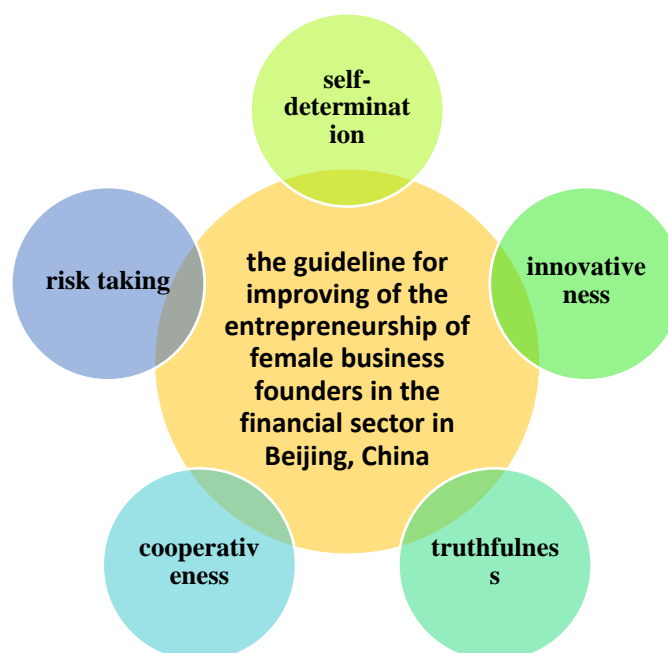 self-
determinat
ion
innovative
ness
truthfulnes
s
cooperativ
eness
risk taking
the guideline for
improving of the
entrepreneurship of
female business
founders in the
financial sector in
Beijing, China